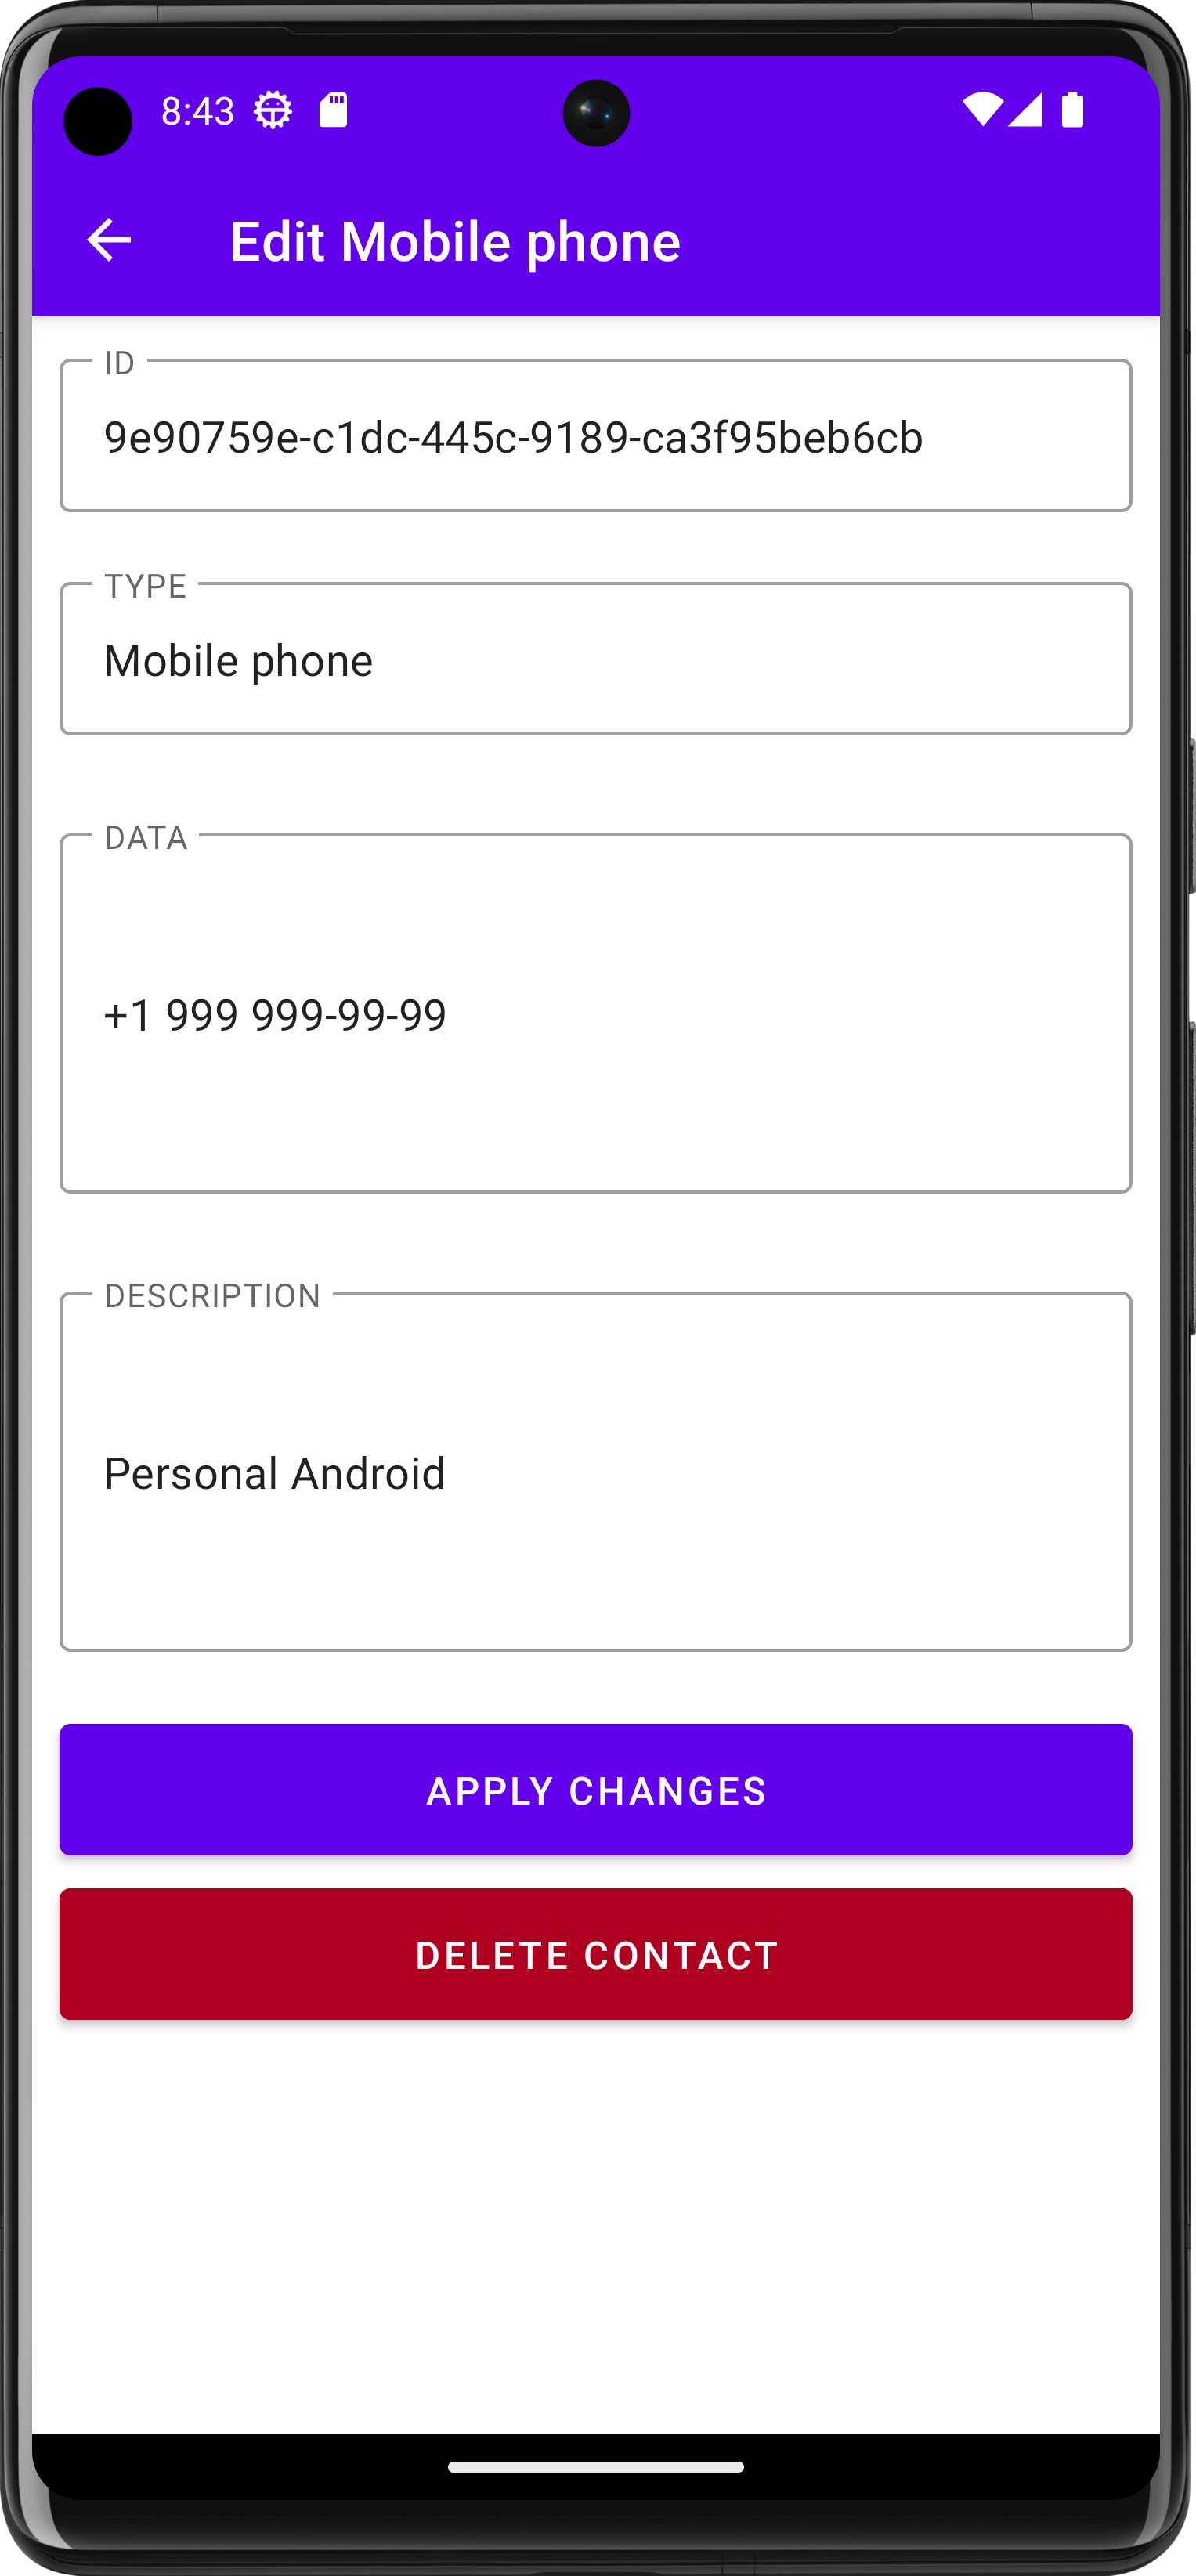 8:43
Edit Mobile phone
ID
9e90759e-c1dc-445c-9189-ca3f95beb6cb
TYPE
Mobile phone
DATA
+1 999 999-99-99
DESCRIPTION
Personal Android
APPLY CHANGES
DELETE CONTACT